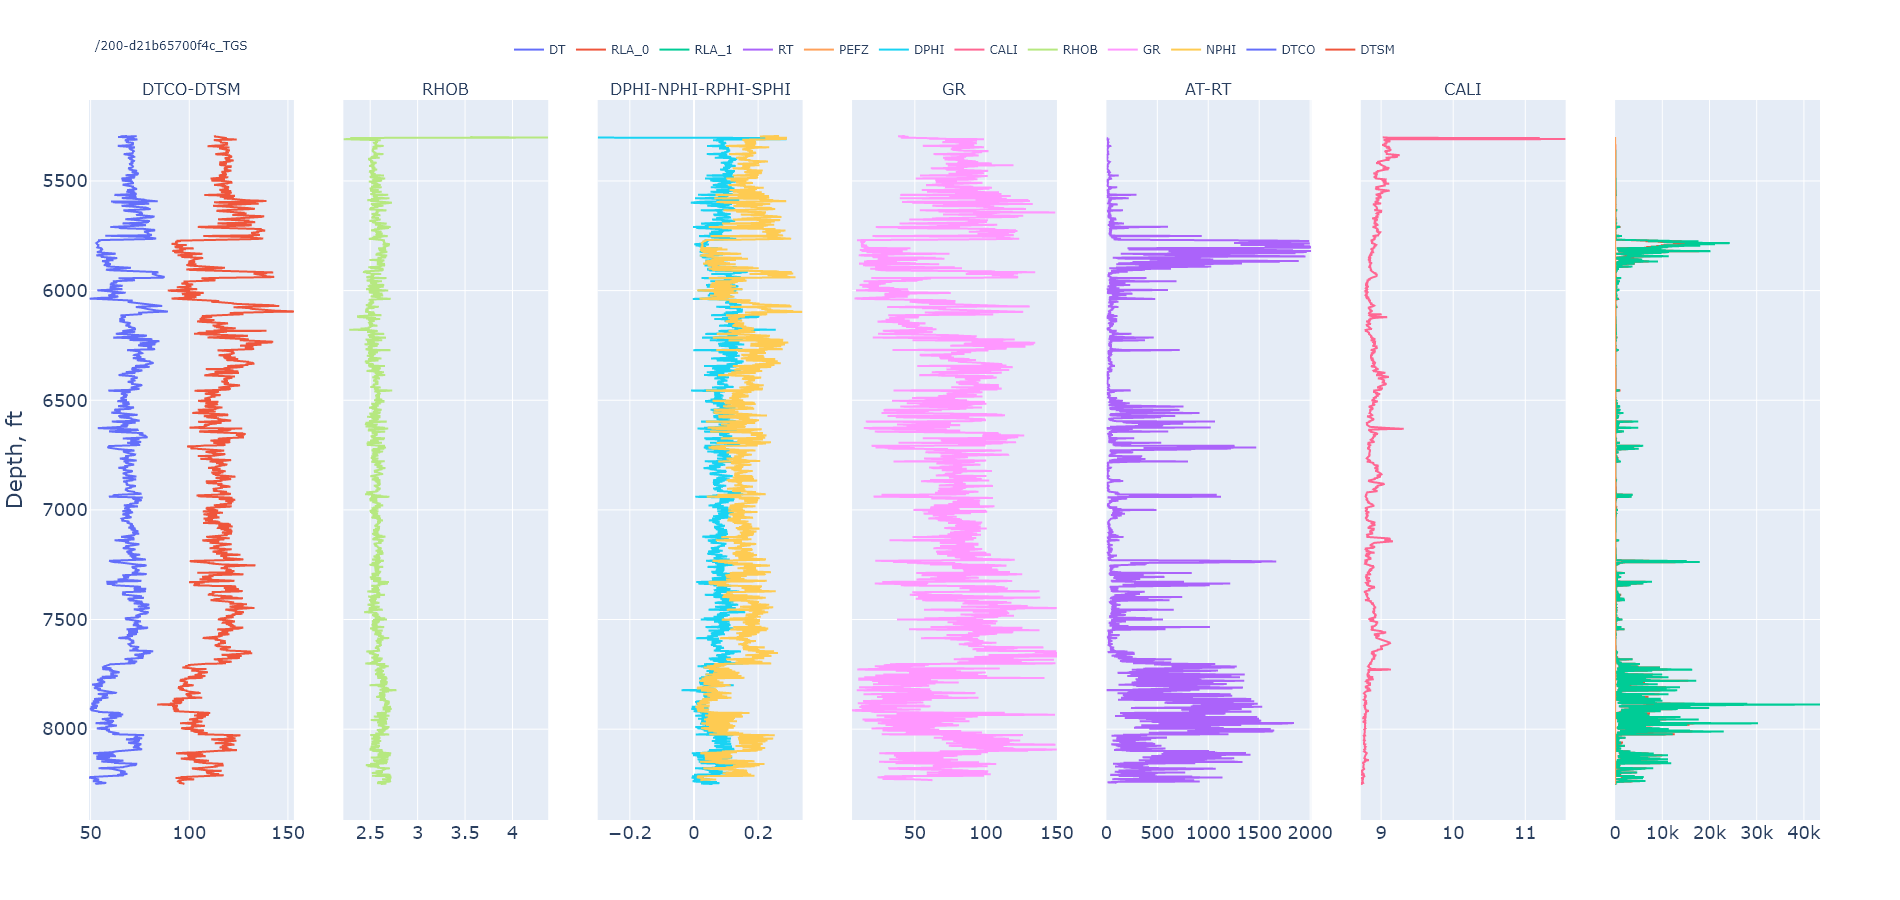 /200-d21b65700f4c_TGS
DT RLA_0 RLA_1 RT PEFZ DPHI CALI RHOB GR NPHI DTCO DTSM
DTCO-DTSM RHOB DPHI-NPHI-RPHI-SPHI GR AT-RT CALI
Depth, ft
5500
6000
6500
7000
7500
8000
50 100 150 2.5 3 3.5 4 −0.2 0 0.2 50 100 150 0 500 1000 1500 2000 9 10 11 0 10k 20k 30k 40k